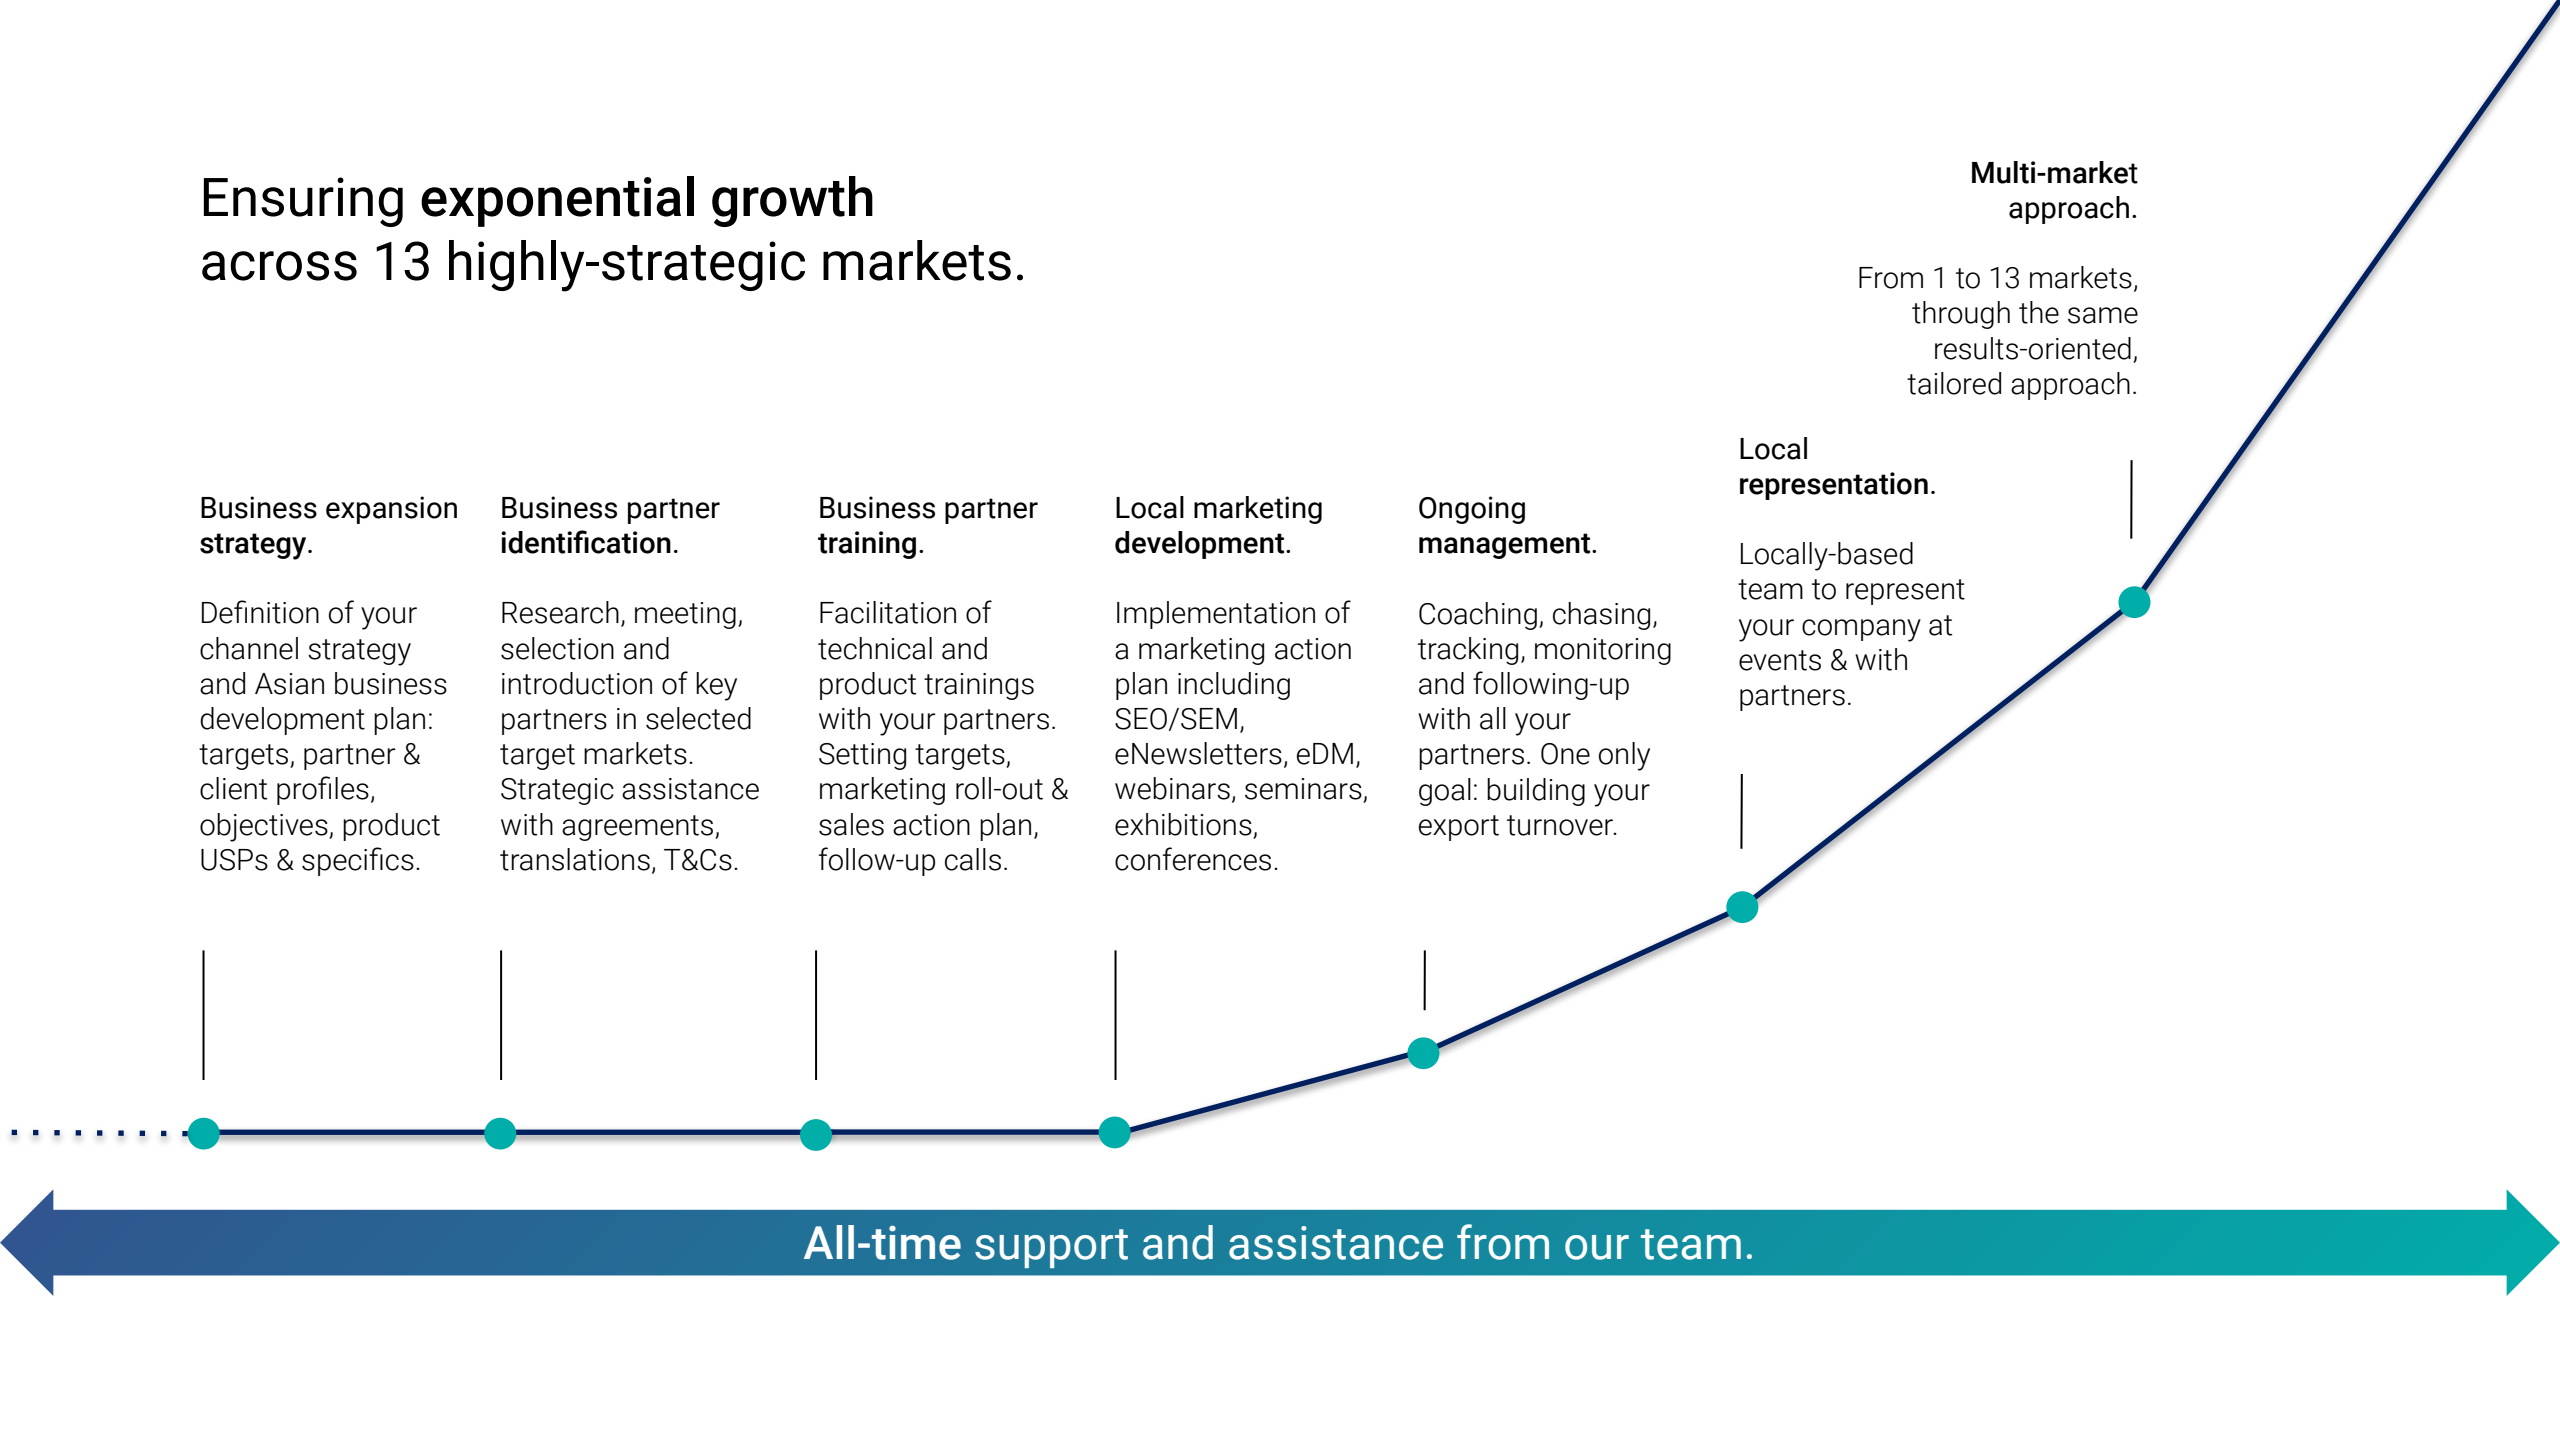 Ensuring exponential growth
across 13 highly-strategic markets.
Business expansion
strategy.
Definition of your
channel strategy
and Asian business
development plan:
targets, partner &
client profiles,
objectives, product
USPs & specifics.
Business partner
identification.
Research, meeting,
selection and
introduction of key
partners in selected
target markets.
Strategic assistance
with agreements,
translations, T&Cs.
Business partner
training.
Facilitation of
technical and
product trainings
with your partners.
Setting targets,
marketing roll-out &
sales action plan,
follow-up calls.
Local marketing
development.
Implementation of
a marketing action
plan including
SEO/SEM,
eNewsletters, eDM,
webinars, seminars,
exhibitions,
conferences.
Ongoing
management.
Coaching, chasing,
tracking, monitoring
and following-up
with all your
partners. One only
goal: building your
export turnover.
Local
representation.
Locally-based
team to represent
your company at
events & with
partners.
Multi-market
approach.
From 1 to 13 markets,
through the same
results-oriented,
tailored approach.
All-time support and assistance from our team.